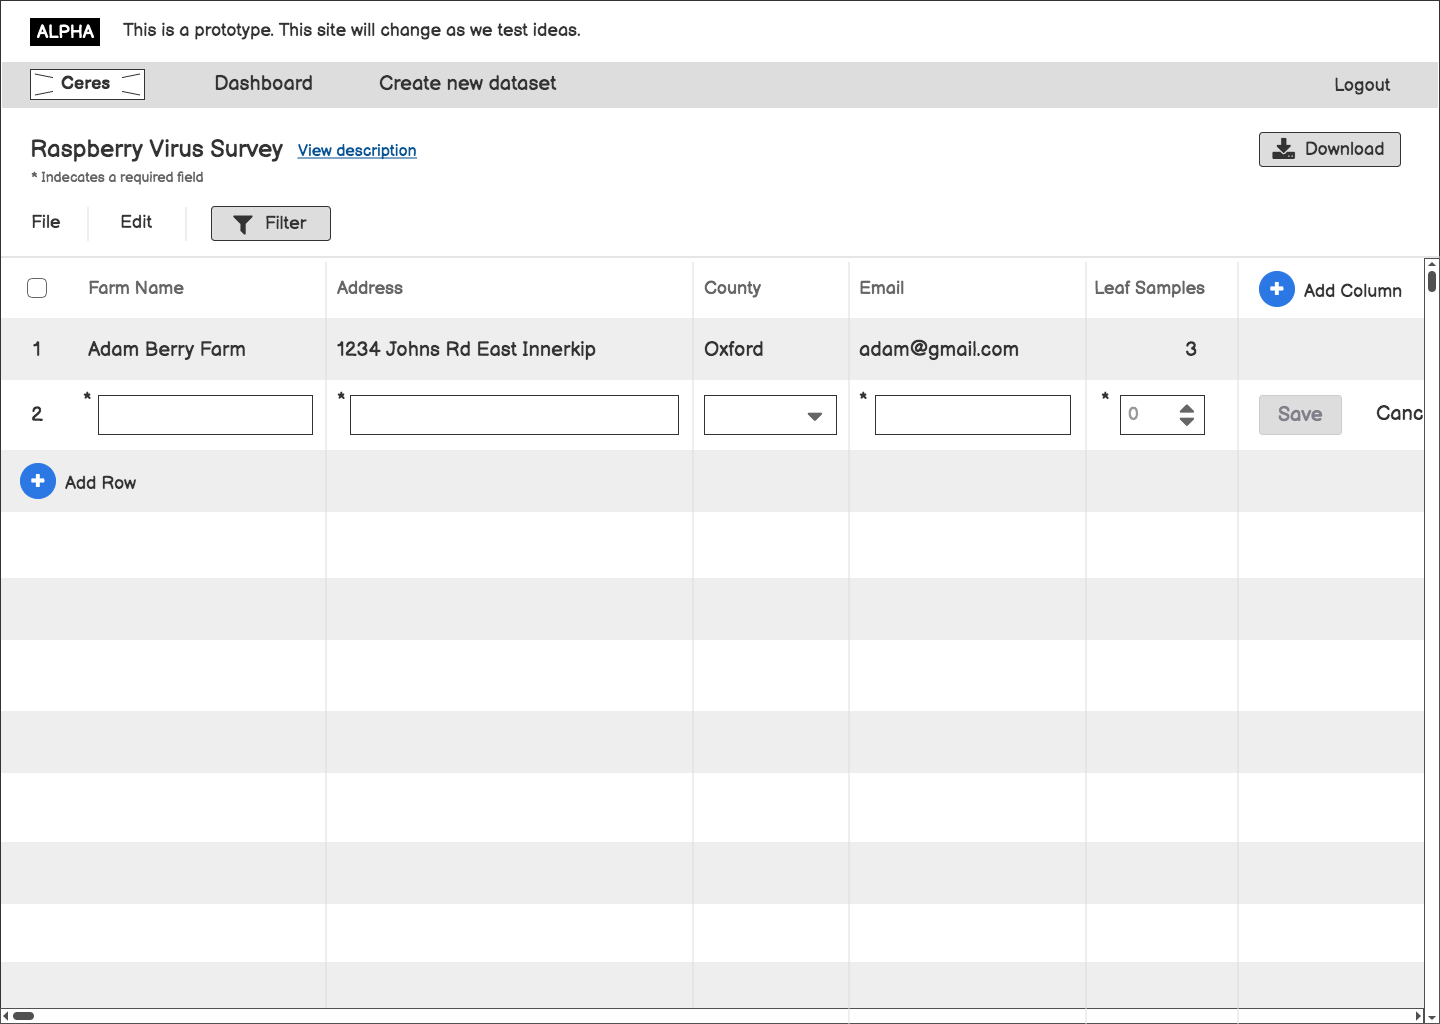 ALPHA This is a prototype. This site will change as we test ideas.
Ceres Dashboard Create new dataset Logout
Raspberry Virus Survey View description Download
* Indecates a required field
File Edit Filter
Farm Name Address County Email Leaf Samples Add Column
1 Adam Berry Farm 1234 Johns Rd East Innerkip Oxford adam@gmail.com 3
2 * * * * 0 Save Canc
Add Row